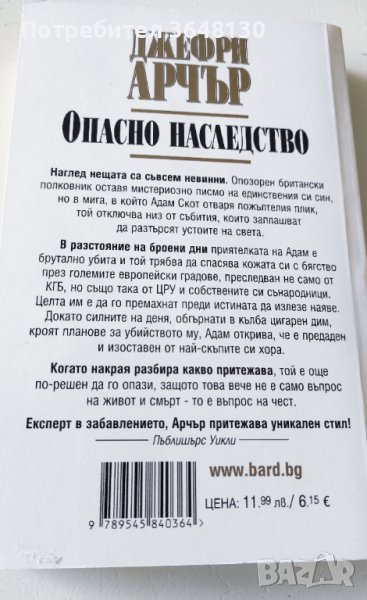 Потребител 3648130
ДЖЕФРИ
АРЧЪР
ОПАСНО НАСЛЕДСТВО
Наглед нещата са съвсем невинни. Опозорен британски
полковник оставя мистериозно писмо на единствения си син,
но в мига, в който Адам Скот отваря пожълтелия плик,
той отключва низ от събития, които заплашват
да разтърсят устоите на света.
В разстояние на броени дни приятелката на Адам е
брутално убита и той трябва да спасява кожата си с бягство
през големите европейски градове, преследван не само от
КГБ, но също така от ЦРУ и собствените си сънародници.
Целта им е да го премахнат преди истината да излезе наяве.
Докато силните на деня, обгърнати в кълба цигарен дим,
кроят планове за убийството му, Адам открива, че е предаден
и изоставен от най-скъпите си хора.
Когато накрая разбира какво притежава, той е още
по-решен да го опази, защото това вече не е само въпрос
на живот и смърт - то е въпрос на чест.
Експерт в забавлението, Арчър притежава уникален стил!
Пъблишърс Уикли
www.bard.bg
ЦЕНА: 11.99 лв./ 6.15 €
9 789545 840364 >
BAZAR
bg